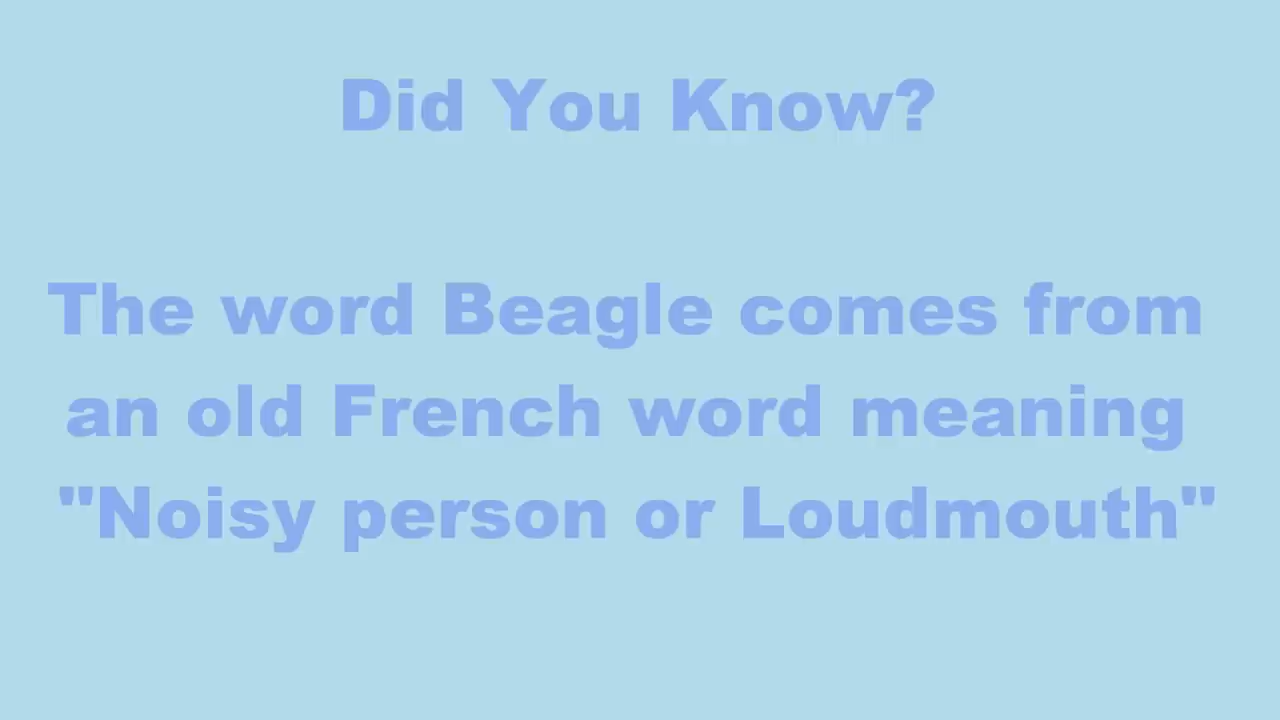 Did You Know?
The word Beagle comes from
an old French word meaning
"Noisy person or Loudmouth"